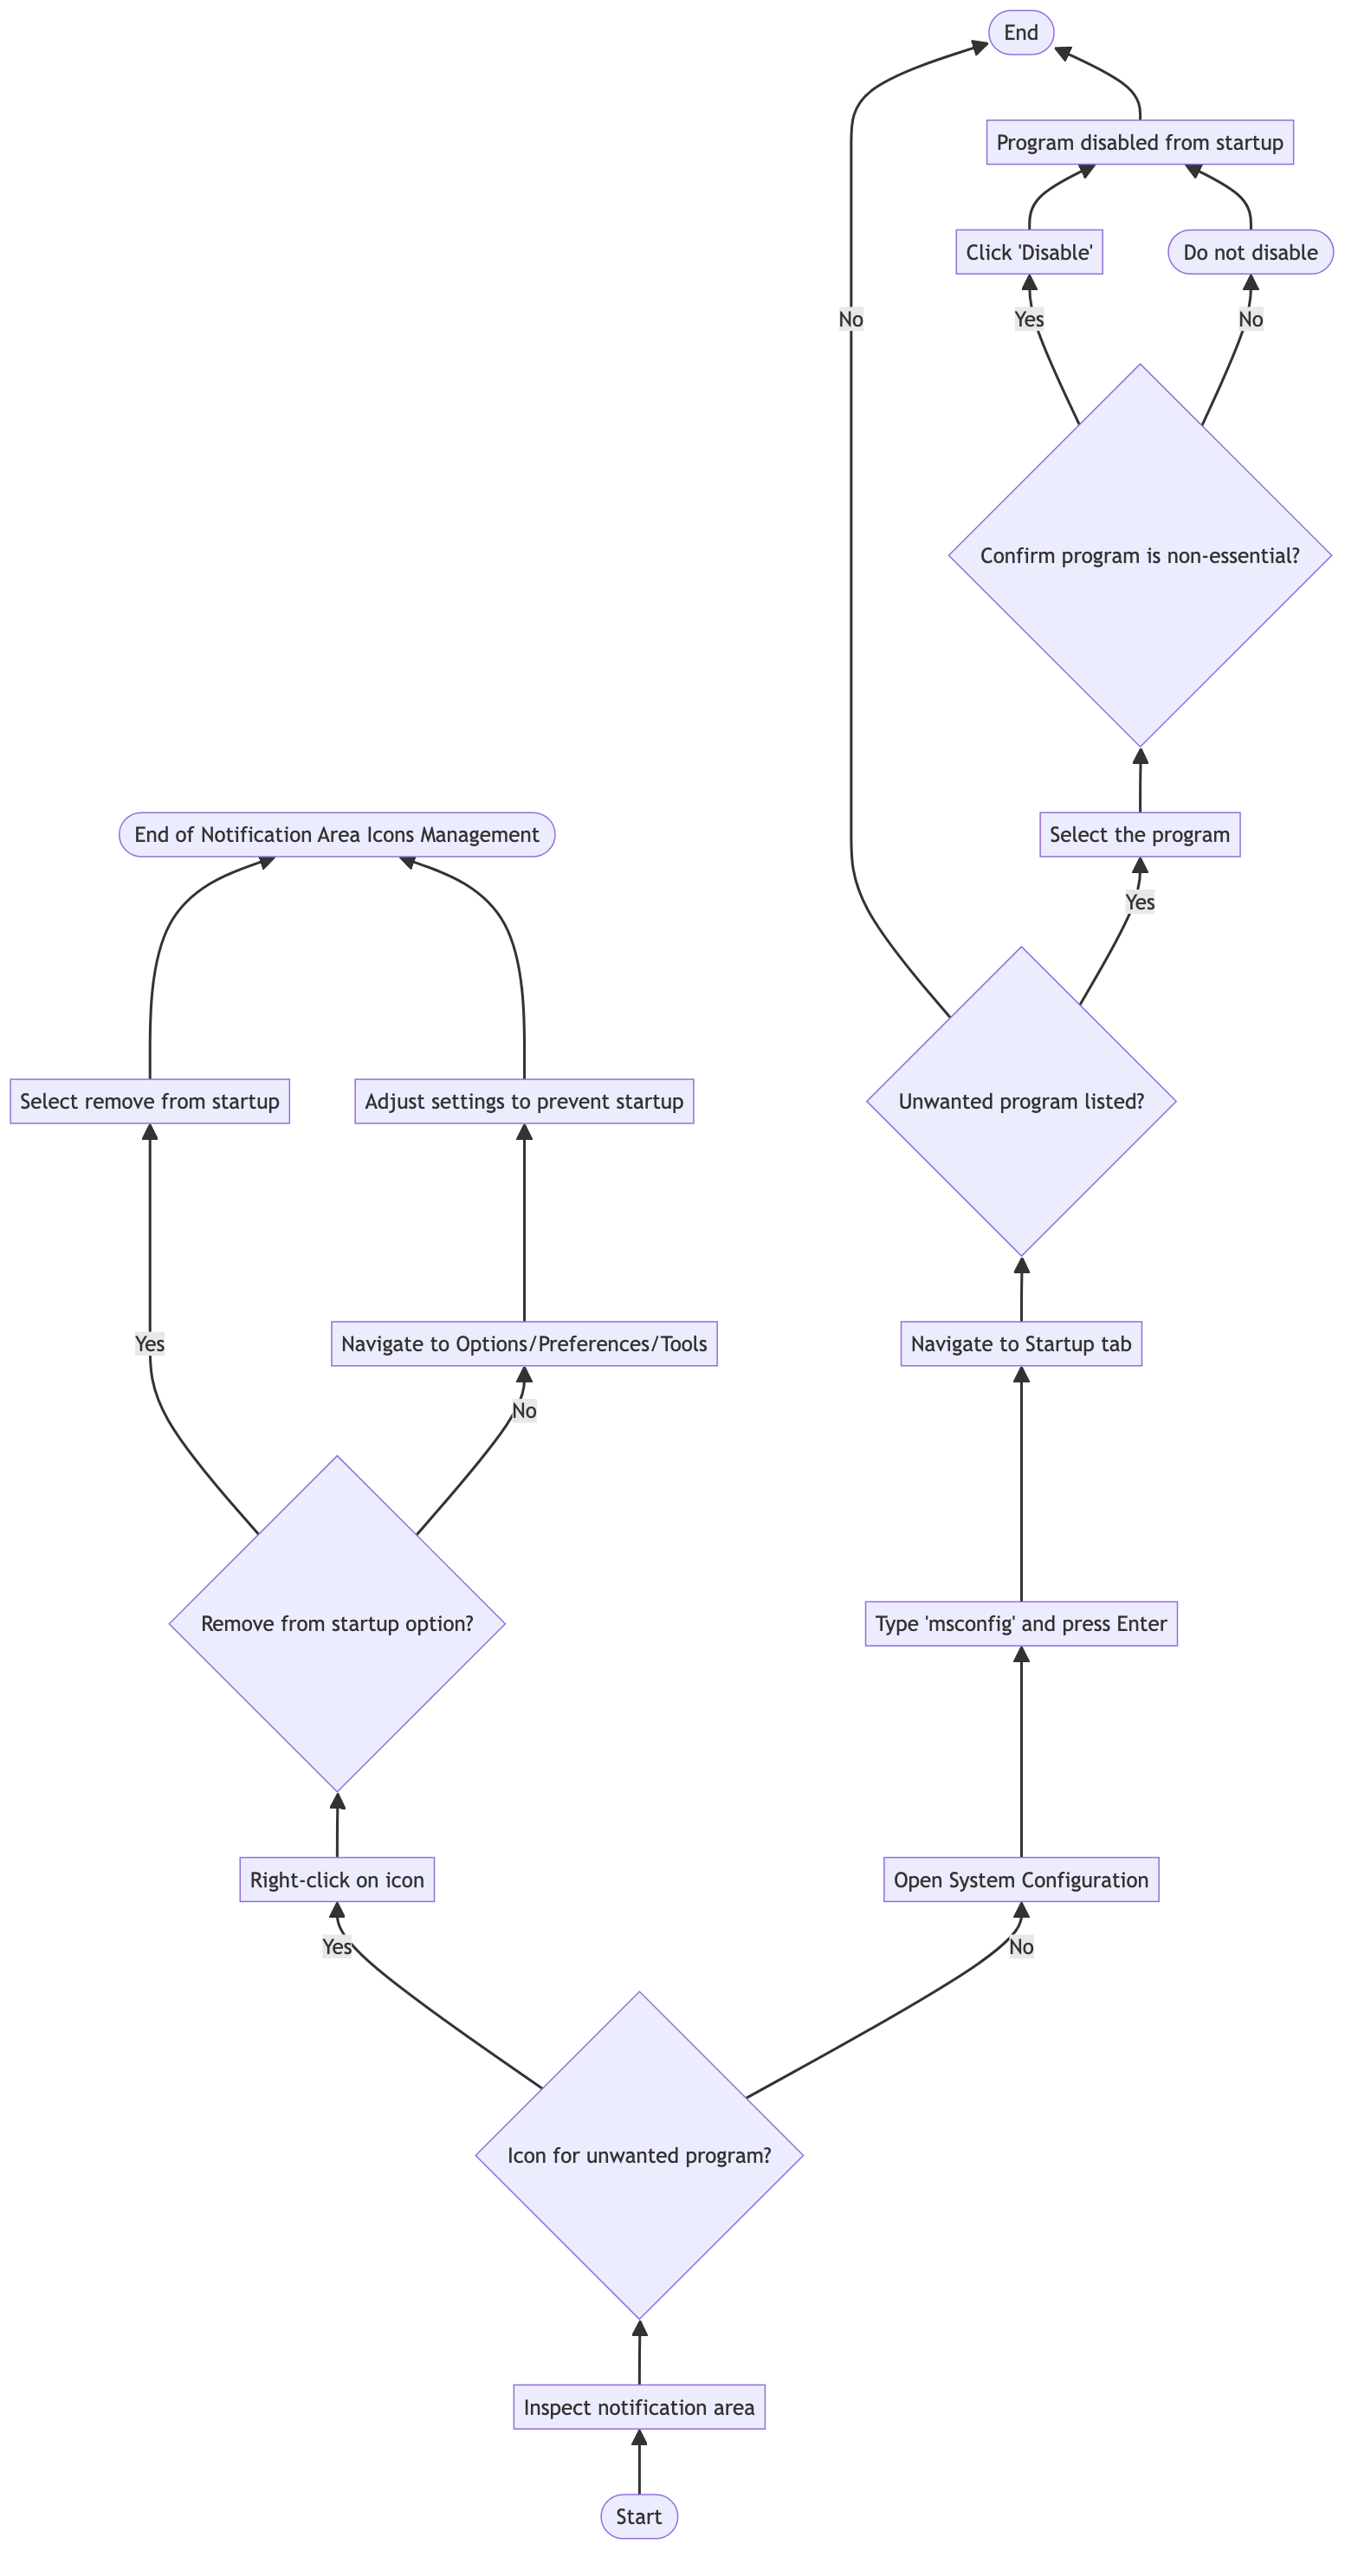 End
Program disabled from startup
Click 'Disable'
Do not disable
No
Yes
No
Confirm program is non-essential?
End of Notification Area Icons Management
Select the program
Yes
Select remove from startup
Adjust settings to prevent startup
Unwanted program listed?
Yes
Navigate to Options/Preferences/Tools
Navigate to Startup tab
No
Remove from startup option?
Type 'msconfig' and press Enter
Right-click on icon
Open System Configuration
Yes
No
Icon for unwanted program?
Inspect notification area
Start